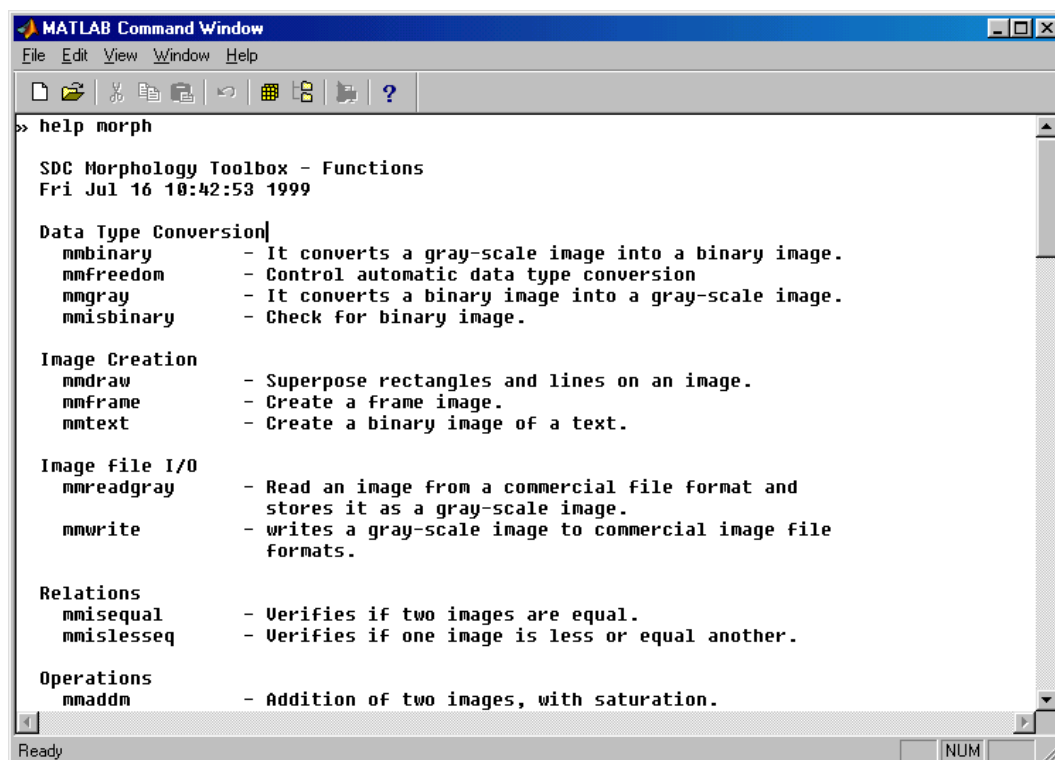 MATLAB Command Window
File Edit View Window Help
?
» help morph
SDC Morphology Toolbox - Functions
Fri Jul 16 10:42:53 1999
Data Type Conversion
mmbinary - It converts a gray-scale image into a binary image.
mmfreedom - Control automatic data type conversion
mmgray - It converts a binary image into a gray-scale image.
mmisbinary - Check for binary image.
Image Creation
mmdraw - Superpose rectangles and lines on an image.
mmframe - Create a frame image.
mmtext - Create a binary image of a text.
Image file I/O
mmreadgray - Read an image from a commercial file format and
stores it as a gray-scale image.
mmwrite - writes a gray-scale image to commercial image file
formats.
Relations
mmisequal - Verifies if two images are equal.
mmislesseq - Verifies if one image is less or equal another.
Operations
mmaddm - Addition of two images, with saturation.
Ready NUM